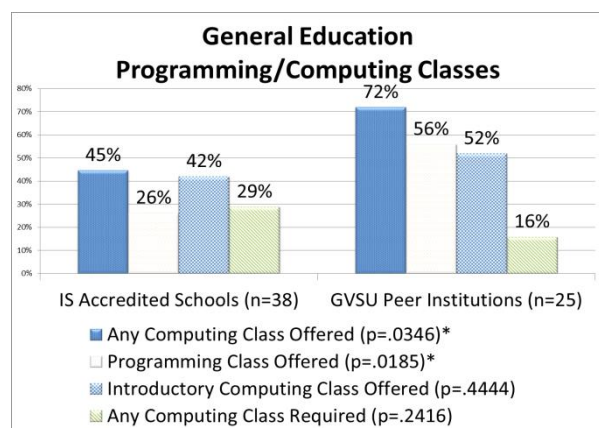 General Education
Programming/Computing Classes
80%
70%
60%
50%
40%
30%
20%
10%
0%
45%
26%
42%
29%
72%
56%
52%
16%
IS Accredited Schools (n=38)
GVSU Peer Institutions (n=25)
Any Computing Class Offered (p=.0346)*
Programming Class Offered (p=.0185)*
Introductory Computing Class Offered (p=.4444)
Any Computing Class Required (p=.2416)